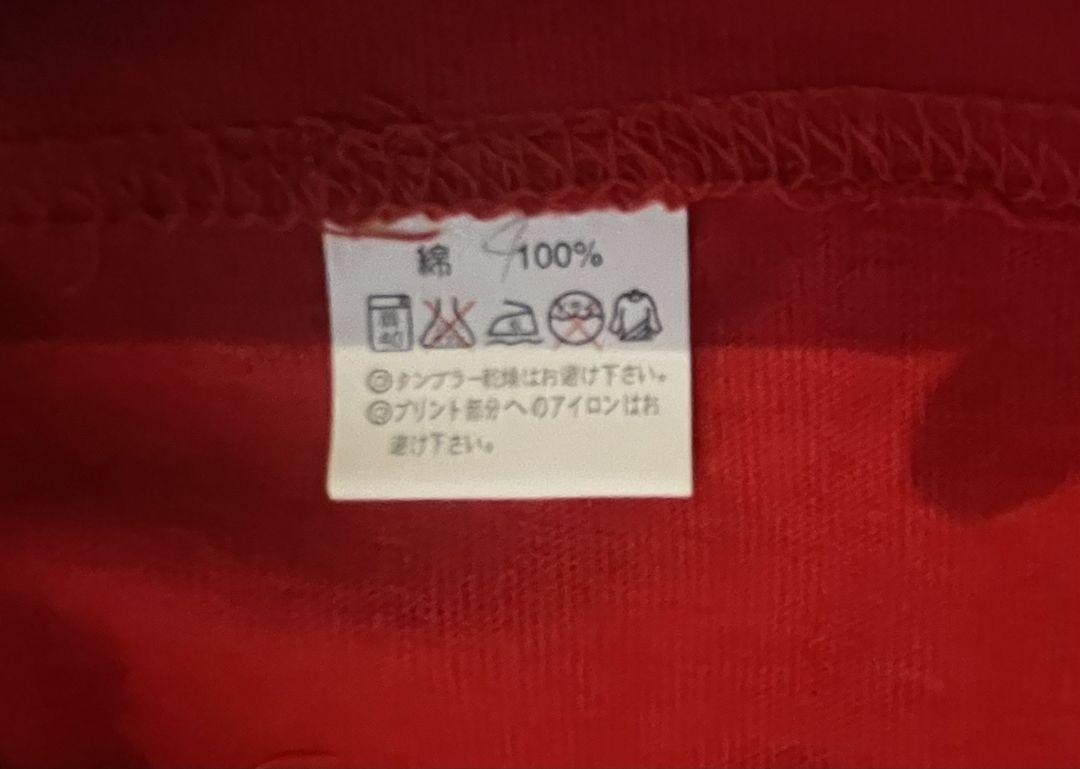 綿 100%
40
◎タンブラー乾燥はお避け下さい。
◎プリント部分へのアイロンはお
避け下さい。